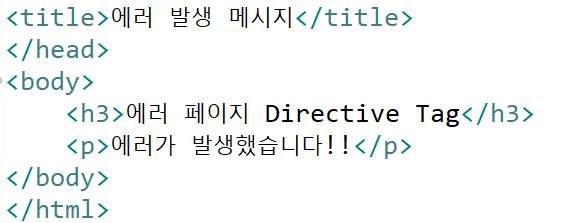 <title>에러 발생 메시지</title>
</head>
<body>
<h3>에러 페이지 Directive Tag</h3>
<p>에러가 발생했습니다!!</p>
</body>
</html>